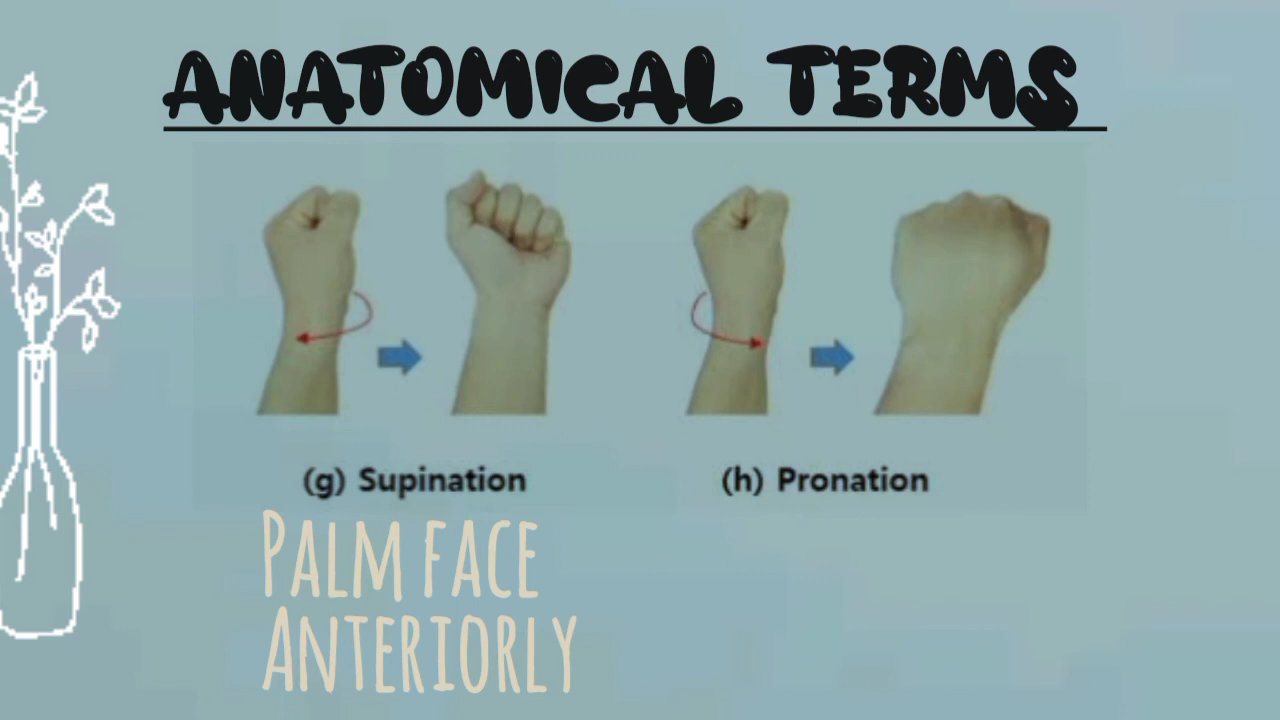 ANATOMICAL TERMS
(g) Supination
(h) Pronation
PALM FACE
ANTERIORLY